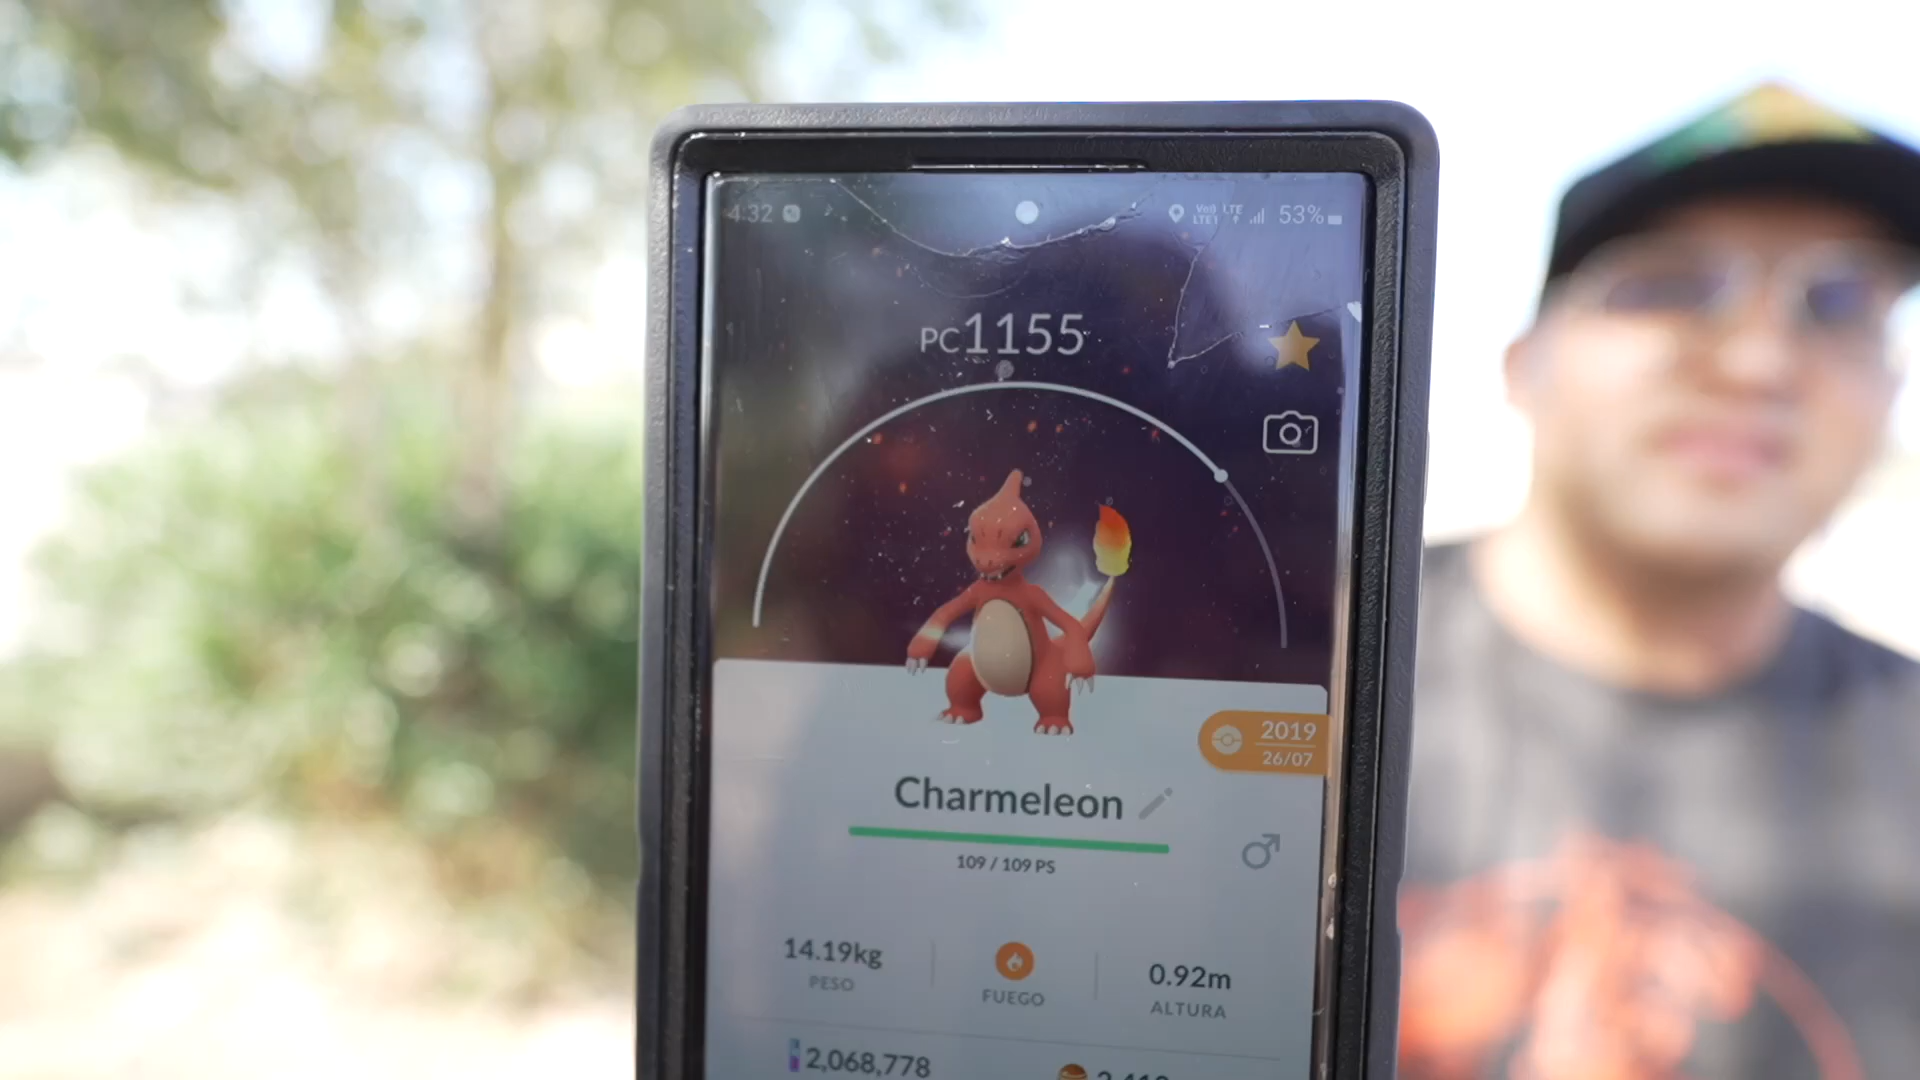 4:32
53%
PC1155
2019
26/07
Charmeleon
109 / 109 PS
14.19kg
PESO
FUEGO
0.92m
ALTURA
2,068,778